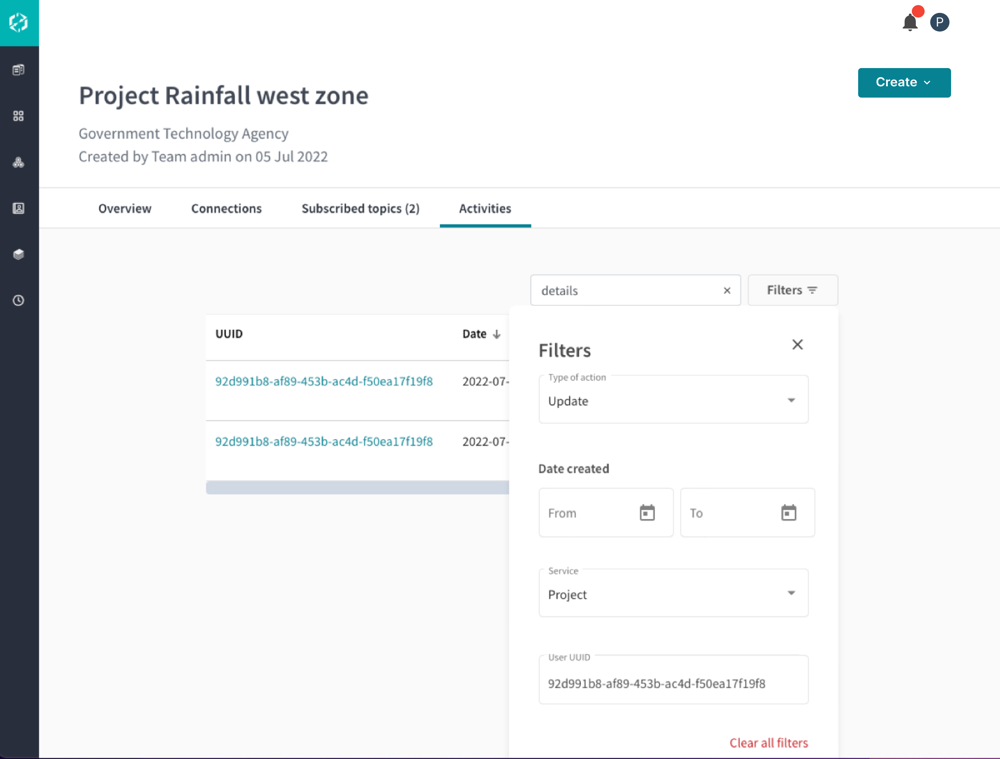 P
Project Rainfall west zone
Create
Government Technology Agency
Created by Team admin on 05 Jul 2022
Overview Connections Subscribed topics (2) Activities
details Filters
UUID Date
92d991b8-af89-453b-ac4d-f50ea17f19f8 2022-07-
92d991b8-af89-453b-ac4d-f50ea17f19f8 2022-07-
Filters
Type of action
Update
Date created
From To
Service
Project
User UUID
92d991b8-af89-453b-ac4d-f50ea17f19f8
Clear all filters